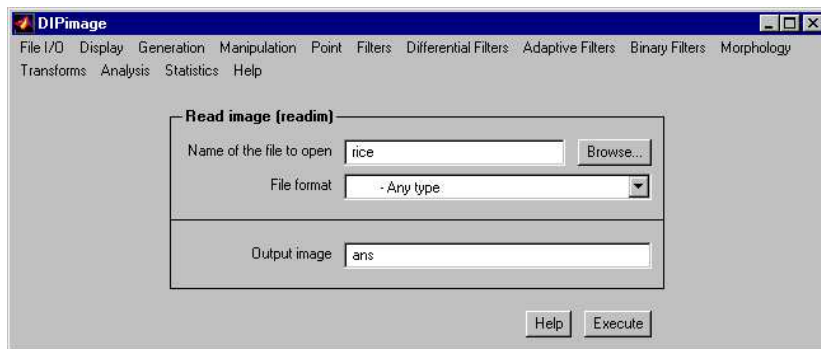 DIPimage
File I/O Display Generation Manipulation Point Filters Differential Filters Adaptive Filters Binary Filters Morphology
Transforms Analysis Statistics Help
Read image (readim)
Name of the file to open rice Browse...
File format - Any type
Output image ans
Help Execute